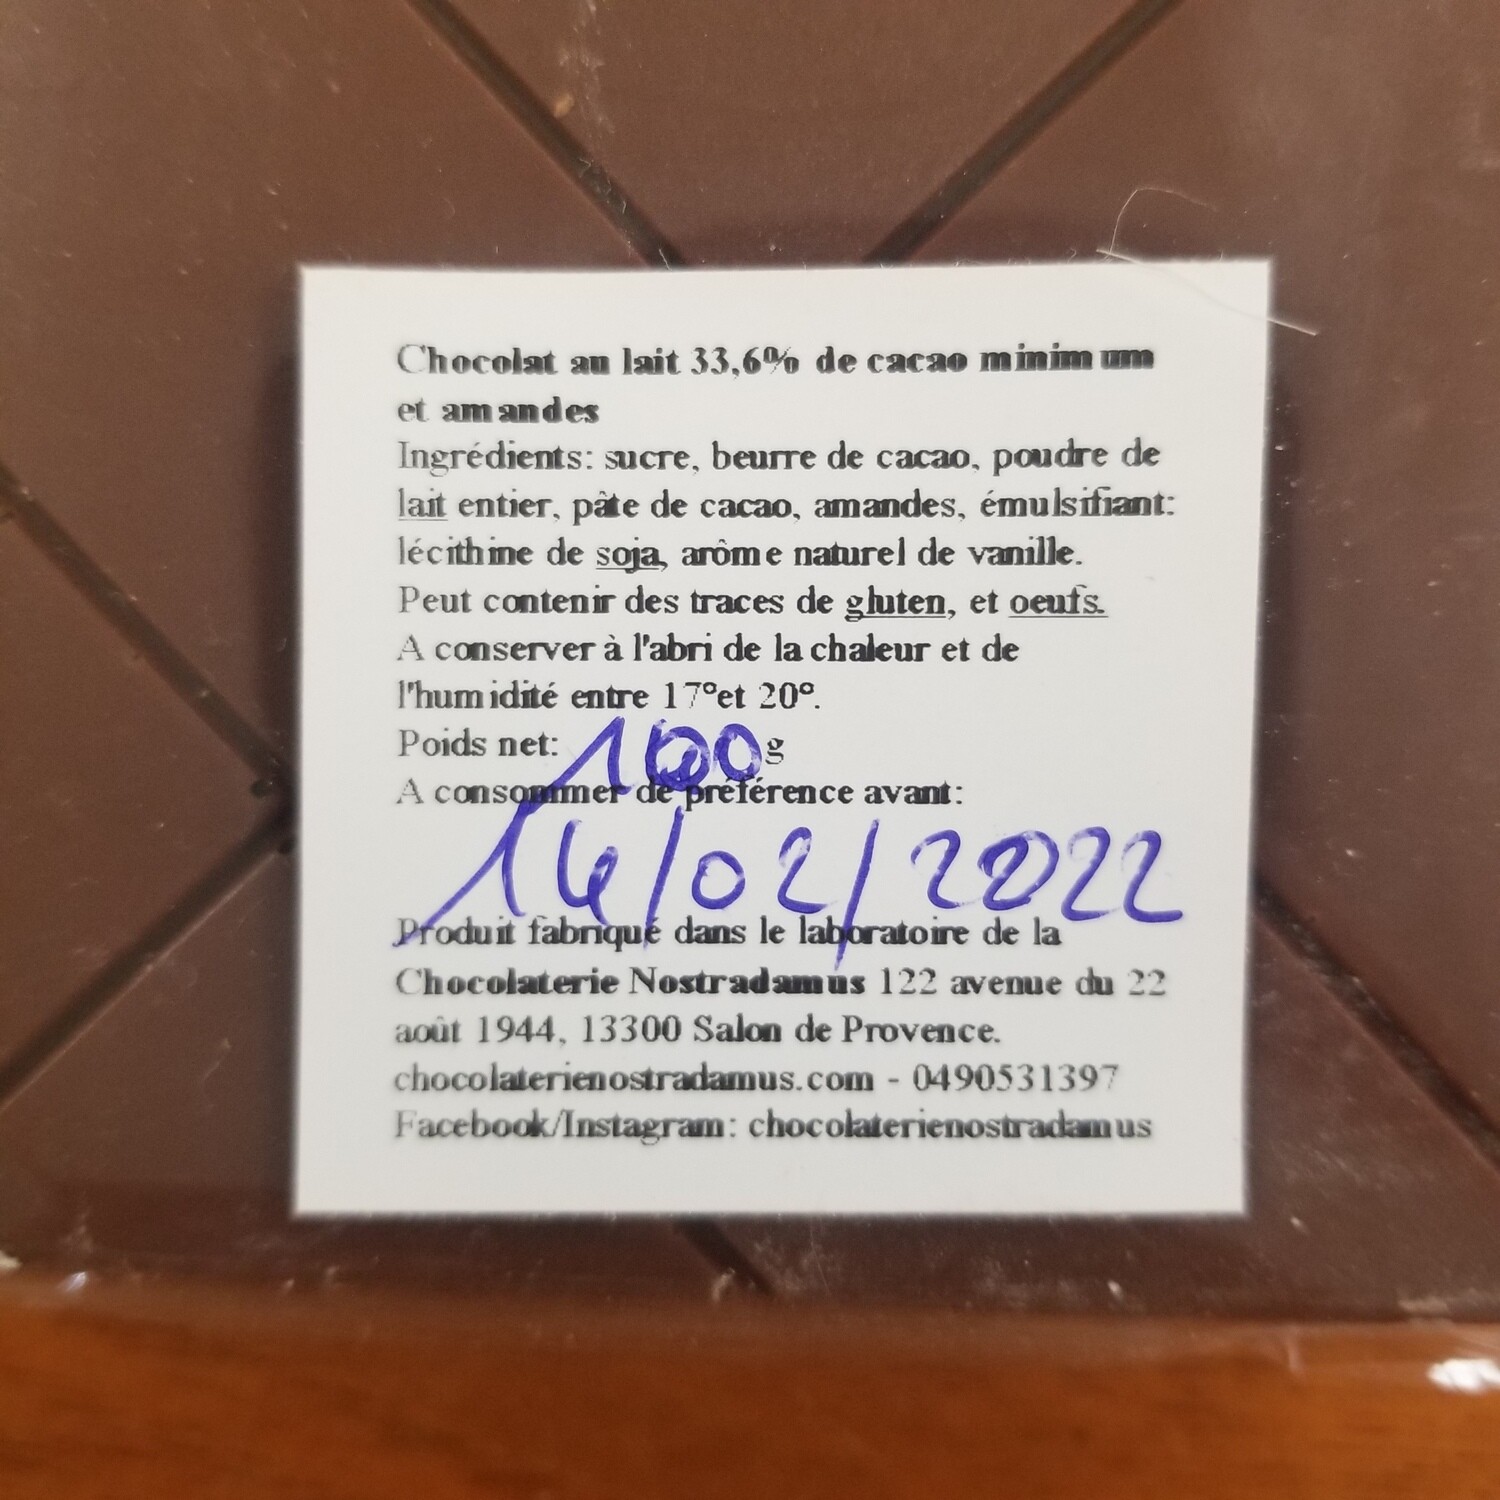 Chocolat au lait 33,6% de cacao minimum
et amandes
Ingrédients: sucre, beurre de cacao, poudre de
lait entier, pâte de cacao, amandes, émulsifiant:
lécithine de soja, arôme naturel de vanille.
Peut contenir des traces de gluten, et oeufs.
A conserver à l'abri de la chaleur et de
l'humidité entre 17°et 20°.
Poids net: 100g
A consommer de préférence avant:
14/02/2022
Produit fabriqué dans le laboratoire de la
Chocolaterie Nostradamus 122 avenue du 22
août 1944, 13300 Salon de Provence.
chocolaterienostradamus.com - 0490531397
Facebook/Instagram: chocolaterienostradamus